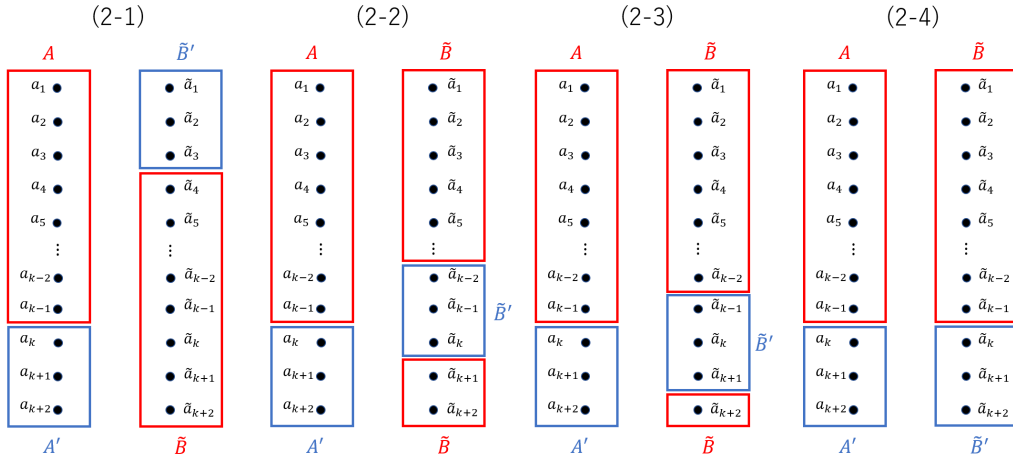 (2-1) (2-2) (2-3) (2-4)
A B̃′ A B̃ A B̃ A B̃
a₁ ã₁ a₁ ã₁ a₁ ã₁ a₁ ã₁
a₂ ã₂ a₂ ã₂ a₂ ã₂ a₂ ã₂
a₃ ã₃ a₃ ã₃ a₃ ã₃ a₃ ã₃
a₄ ã₄ a₄ ã₄ a₄ ã₄ a₄ ã₄
a₅ ã₅ a₅ ã₅ a₅ ã₅ a₅ ã₅
⋮ ⋮ ⋮ ⋮ ⋮ ⋮ ⋮ ⋮
aₖ₋₂ ãₖ₋₂ aₖ₋₂ ãₖ₋₂ aₖ₋₂ ãₖ₋₂ aₖ₋₂ ãₖ₋₂
aₖ₋₁ ãₖ₋₁ aₖ₋₁ ãₖ₋₁ B̃′ aₖ₋₁ ãₖ₋₁ aₖ₋₁ ãₖ₋₁
aₖ ãₖ aₖ ãₖ aₖ ãₖ B̃′ aₖ ãₖ
aₖ₊₁ ãₖ₊₁ aₖ₊₁ ãₖ₊₁ aₖ₊₁ ãₖ₊₁ aₖ₊₁ ãₖ₊₁
aₖ₊₂ ãₖ₊₂ aₖ₊₂ ãₖ₊₂ aₖ₊₂ ãₖ₊₂ aₖ₊₂ ãₖ₊₂
A′ B̃ A′ B̃ A′ B̃ A′ B̃′